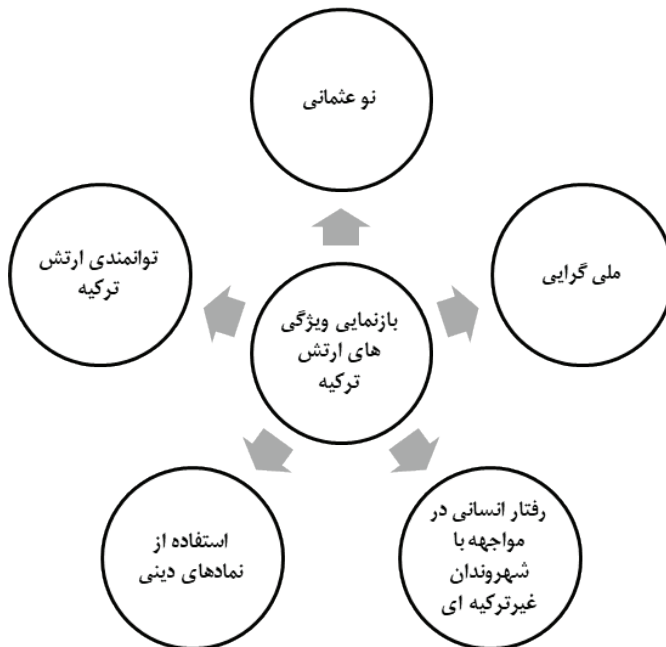 نو عثمانی
توانمندی ارتش
ترکیه
ملی گرایی
بازنمایی ویژگی
های ارتش
ترکیه
استفاده از
نمادهای دینی
رفتار انسانی در
مواجهه با
شهروندان
غیرترکیه ای